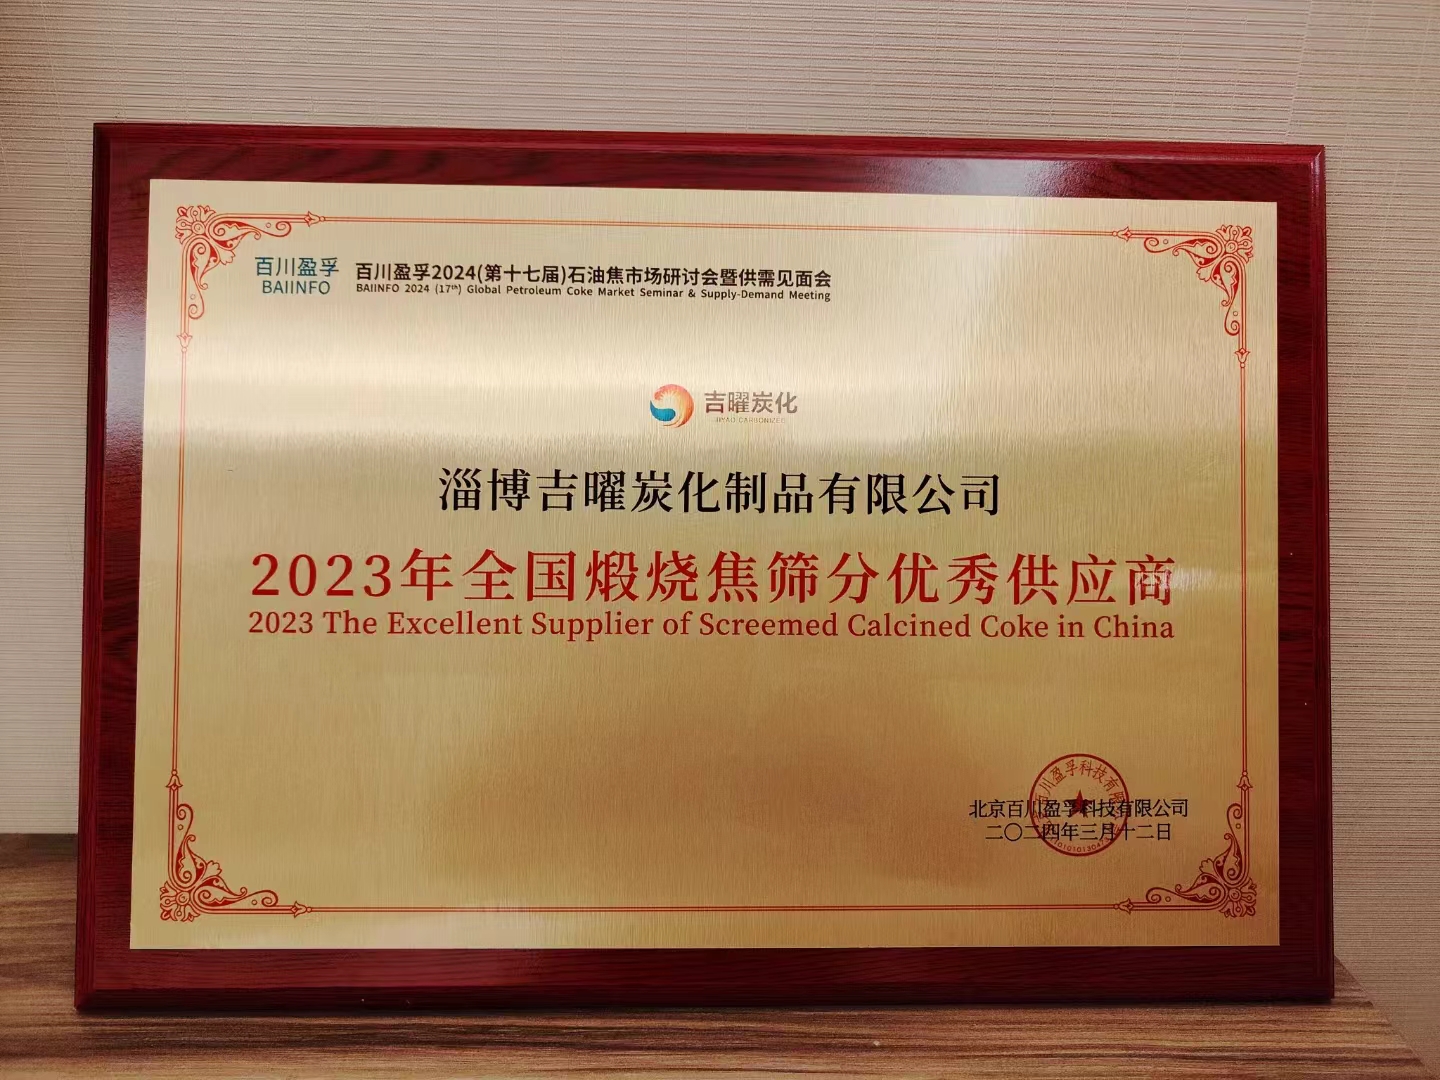 百川盈孚
BAIINFO
百川盈孚2024(第十七届)石油焦市场研讨会暨供需见面会
BAIINFO 2024 (17th) Global Petroleum Coke Market Seminar & Supply-Demand Meeting
吉曜炭化
JIYAO CARBONIZED
淄博吉曜炭化制品有限公司
2023年全国煅烧焦筛分优秀供应商
2023 The Excellent Supplier of Screemed Calcined Coke in China
北京百川盈孚科技有限公司
二〇二四年三月十二日